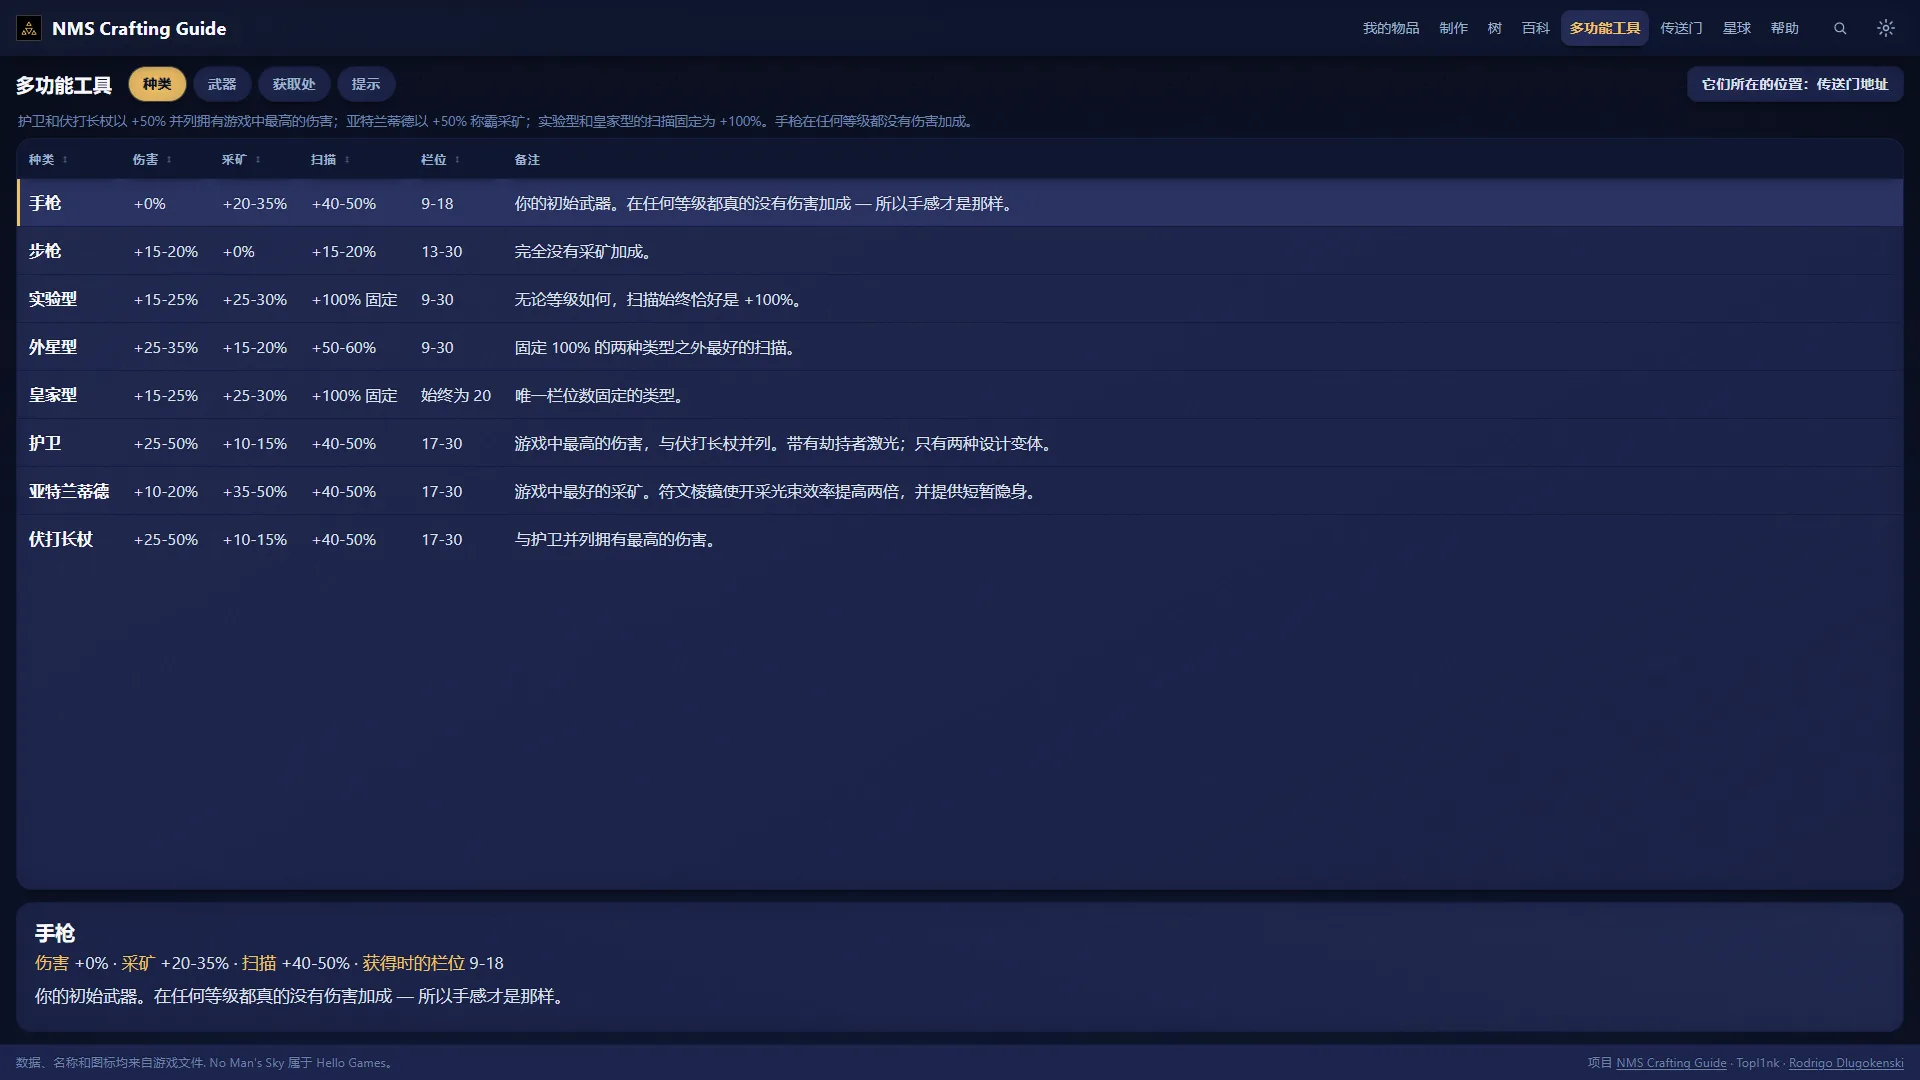 NMS Crafting Guide
我的物品 制作 树 百科 多功能工具 传送门 星球 帮助
多功能工具 种类 武器 获取处 提示 它们所在的位置：传送门地址
护卫和伏打长杖以 +50% 并列拥有游戏中最高的伤害；亚特兰蒂德以 +50% 称霸采矿；实验型和皇家型的扫描固定为 +100%。手枪在任何等级都没有伤害加成。
种类 伤害 采矿 扫描 栏位 备注
手枪 +0% +20-35% +40-50% 9-18 你的初始武器。在任何等级都真的没有伤害加成 — 所以手感才是那样。
步枪 +15-20% +0% +15-20% 13-30 完全没有采矿加成。
实验型 +15-25% +25-30% +100% 固定 9-30 无论等级如何，扫描始终恰好是 +100%。
外星型 +25-35% +15-20% +50-60% 9-30 固定 100% 的两种类型之外最好的扫描。
皇家型 +15-25% +25-30% +100% 固定 始终为 20 唯一栏位数固定的类型。
护卫 +25-50% +10-15% +40-50% 17-30 游戏中最高的伤害，与伏打长杖并列。带有劫持者激光；只有两种设计变体。
亚特兰蒂德 +10-20% +35-50% +40-50% 17-30 游戏中最好的采矿。符文棱镜使开采光束效率提高两倍，并提供短暂隐身。
伏打长杖 +25-50% +10-15% +40-50% 17-30 与护卫并列拥有最高的伤害。
手枪
伤害 +0% · 采矿 +20-35% · 扫描 +40-50% · 获得时的栏位 9-18
你的初始武器。在任何等级都真的没有伤害加成 — 所以手感才是那样。
数据、名称和图标均来自游戏文件. No Man's Sky 属于 Hello Games。
项目 NMS Crafting Guide · Topl1nk · Rodrigo Dlugokenski